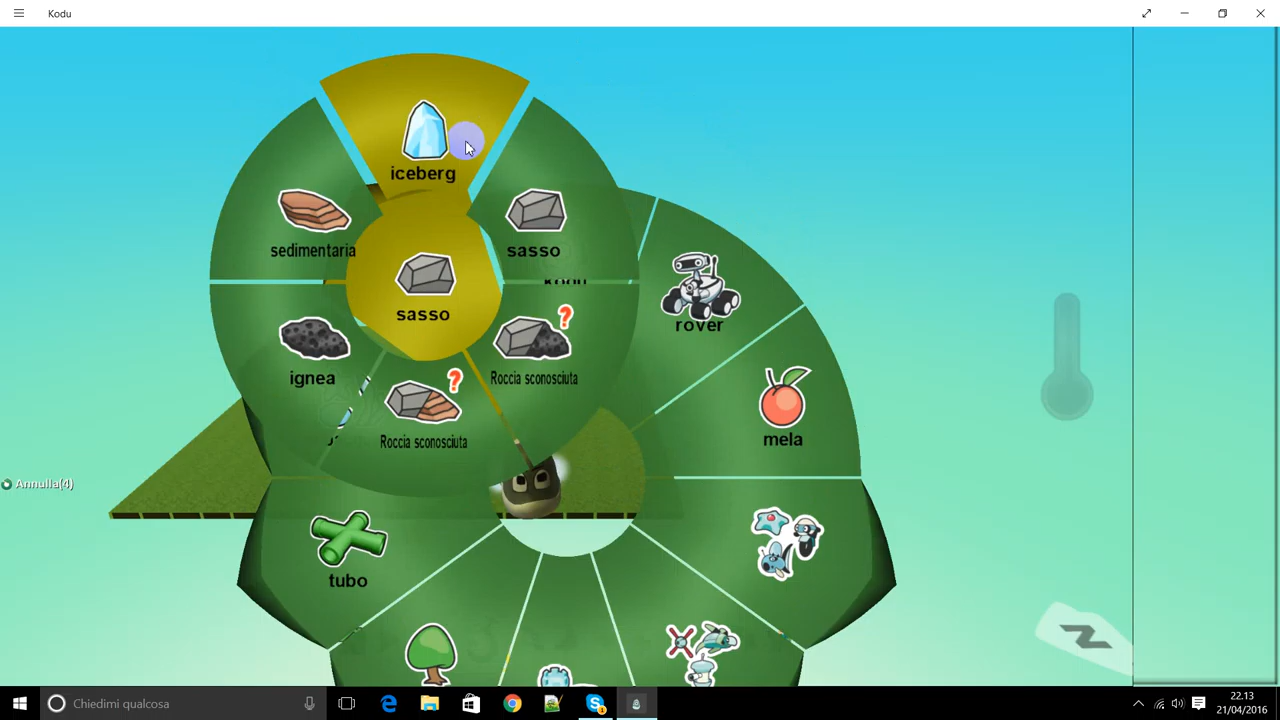 Kodu
iceberg
sedimentaria
sasso
sasso
rover
ignea
Roccia sconosciuta
Roccia sconosciuta
mela
Annulla(4)
tubo
Chiedimi qualcosa
22.13
21/04/2016